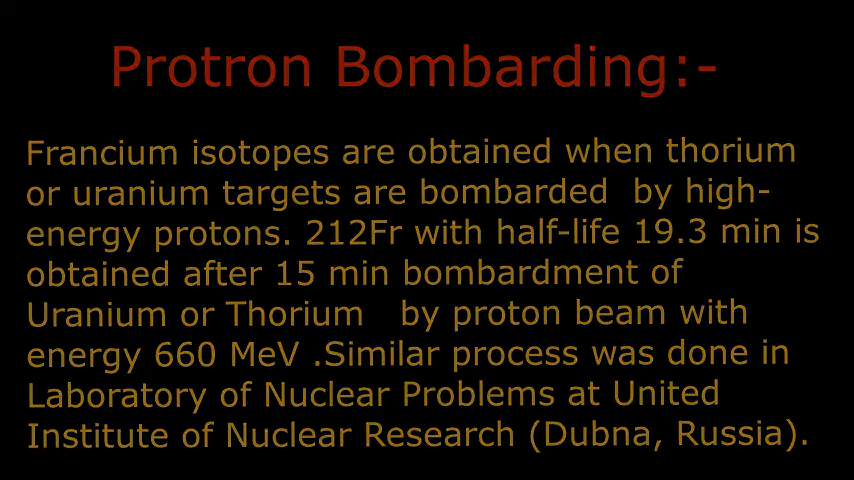 Protron Bombarding:-
Francium isotopes are obtained when thorium
or uranium targets are bombarded by high-
energy protons. 212Fr with half-life 19.3 min is
obtained after 15 min bombardment of
Uranium or Thorium by proton beam with
energy 660 MeV .Similar process was done in
Laboratory of Nuclear Problems at United
Institute of Nuclear Research (Dubna, Russia).